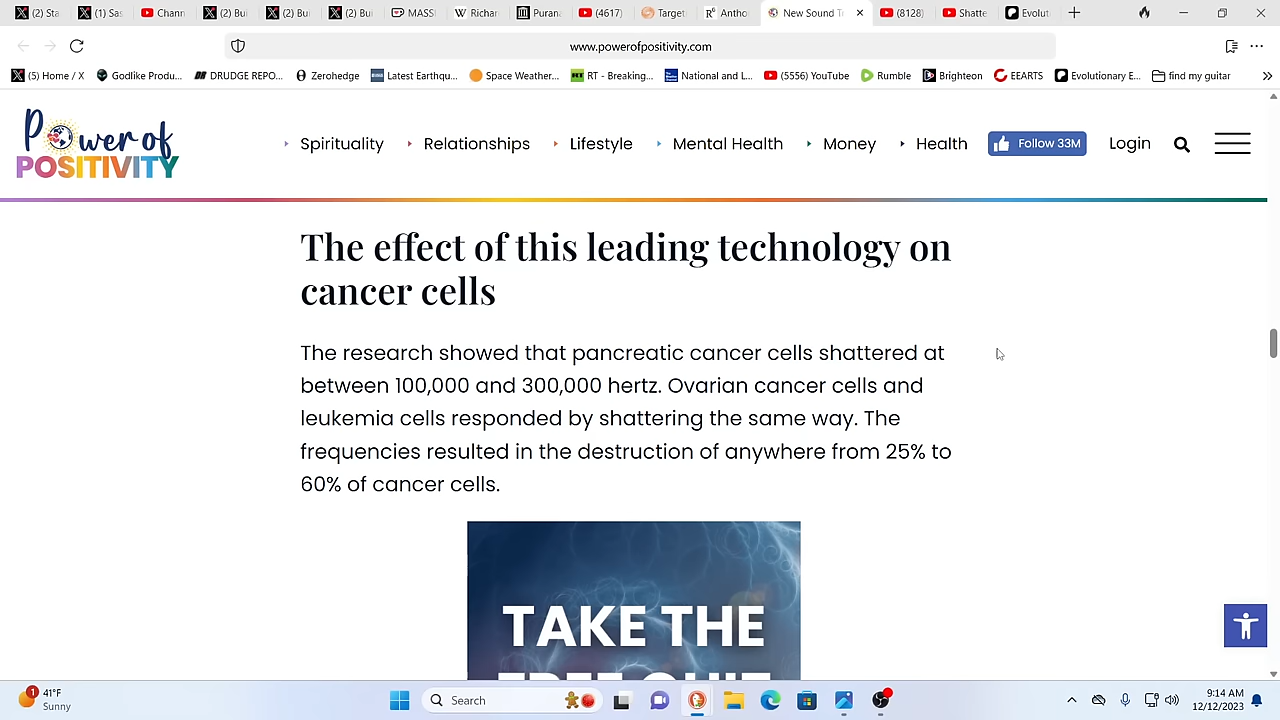 (5) Sta
(1) Sas
Chann
(2) Bu
(2) Bu
(2) Bu
MASS
Richar
Puran
(4617)
Target
Antho
New Sound T
(8128)
Shatte
Evolut
www.powerofpositivity.com
(5) Home / X
Godlike Produ...
DRUDGE REPO...
Zerohedge
Latest Earthqu...
Space Weather...
RT - Breaking...
National and L...
(5556) YouTube
Rumble
Brighteon
EEARTS
Evolutionary E...
find my guitar
Power of
POSITIVITY
Spirituality
Relationships
Lifestyle
Mental Health
Money
Health
Follow 33M
Login
The effect of this leading technology on
cancer cells
The research showed that pancreatic cancer cells shattered at
between 100,000 and 300,000 hertz. Ovarian cancer cells and
leukemia cells responded by shattering the same way. The
frequencies resulted in the destruction of anywhere from 25% to
60% of cancer cells.
TAKE THE
1
41°F
Sunny
Search
9:14 AM
12/12/2023